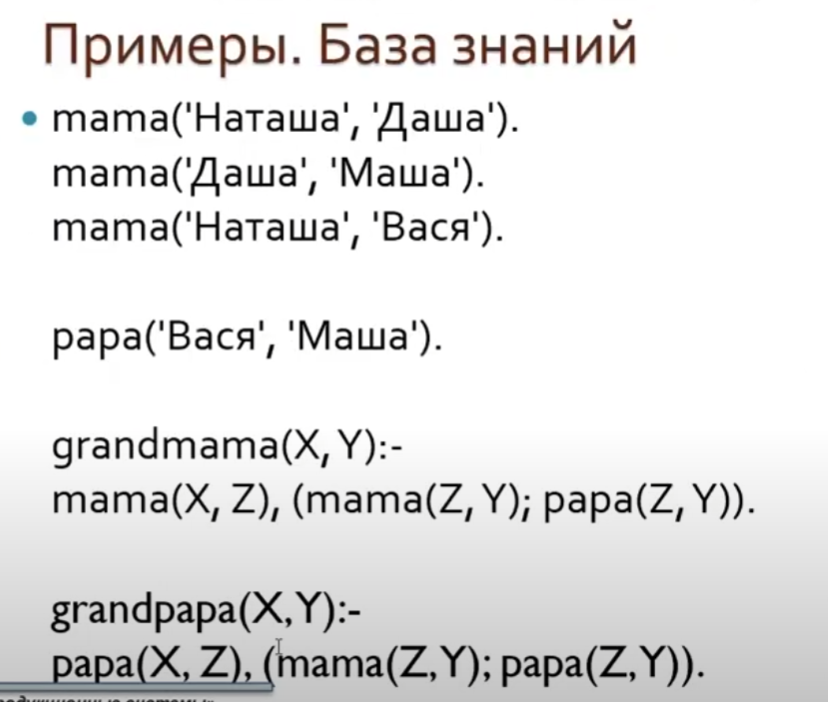 Примеры. База знаний
mama('Наташа', 'Даша').
mama('Даша', 'Маша').
mama('Наташа', 'Вася').
papa('Вася', 'Маша').
grandmama(X, Y):-
mama(X, Z), (mama(Z, Y); papa(Z, Y)).
grandpapa(X,Y):-
papa(X, Z), (mama(Z,Y); papa(Z,Y)).